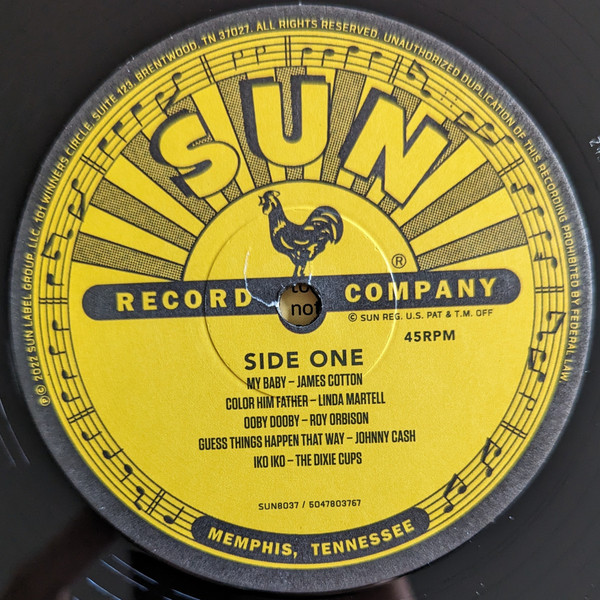 ℗ © 2022 SUN LABEL GROUP, LLC. 101 WINNERS CIRCLE, SUITE 123, BRENTWOOD, TN 37027. ALL RIGHTS RESERVED. UNAUTHORIZED DUPLICATION OF THIS RECORDING PROHIBITED BY FEDERAL LAW
SUN
®
RECORD COMPANY
to
not
© SUN REG. U.S. PAT & T.M. OFF
45RPM
SIDE ONE
MY BABY – JAMES COTTON
COLOR HIM FATHER – LINDA MARTELL
OOBY DOOBY – ROY ORBISON
GUESS THINGS HAPPEN THAT WAY – JOHNNY CASH
IKO IKO – THE DIXIE CUPS
SUN8037 / 5047803767
MEMPHIS, TENNESSEE